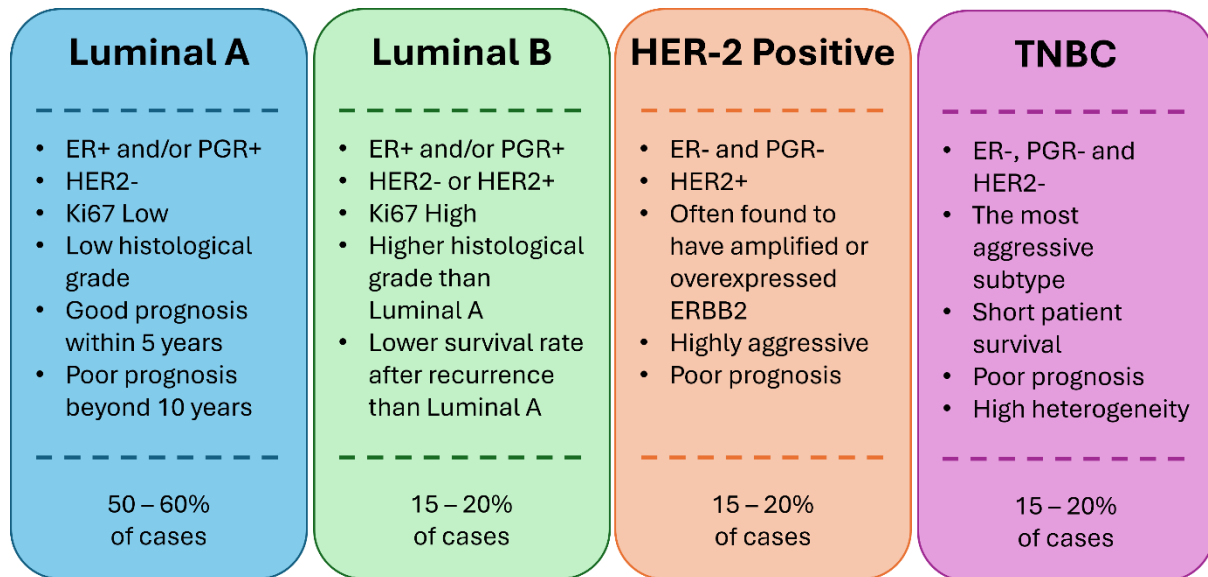 Luminal A
• ER+ and/or PGR+
• HER2-
• Ki67 Low
• Low histological
grade
• Good prognosis
within 5 years
• Poor prognosis
beyond 10 years
50 – 60%
of cases
Luminal B
• ER+ and/or PGR+
• HER2- or HER2+
• Ki67 High
• Higher histological
grade than
Luminal A
• Lower survival rate
after recurrence
than Luminal A
15 – 20%
of cases
HER-2 Positive
• ER- and PGR-
• HER2+
• Often found to
have amplified or
overexpressed
ERBB2
• Highly aggressive
• Poor prognosis
15 – 20%
of cases
TNBC
• ER-, PGR- and
HER2-
• The most
aggressive
subtype
• Short patient
survival
• Poor prognosis
• High heterogeneity
15 – 20%
of cases